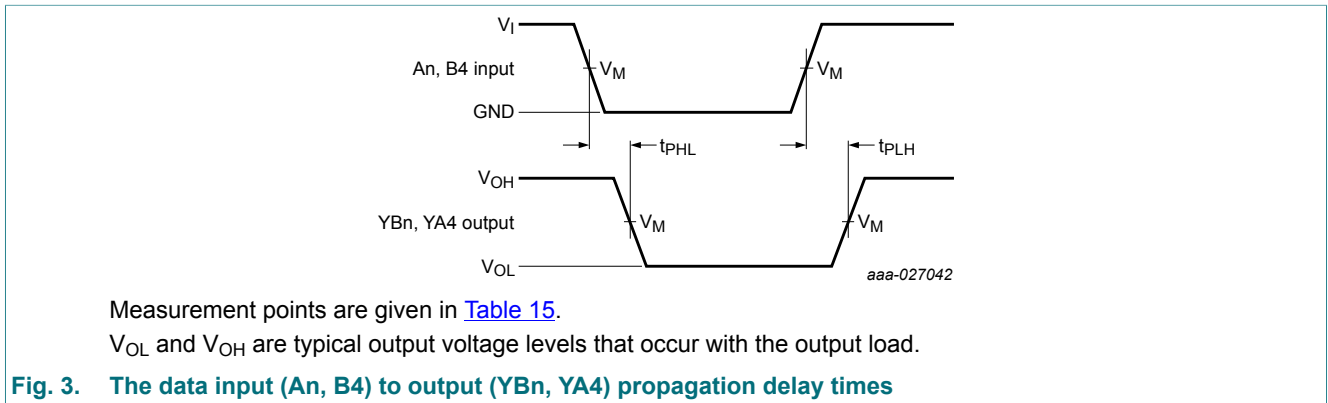 VI
An, B4 input
VM
VM
GND
tPHL
tPLH
VOH
YBn, YA4 output
VM
VM
VOL
aaa-027042
Measurement points are given in Table 15.
VOL and VOH are typical output voltage levels that occur with the output load.
Fig. 3. The data input (An, B4) to output (YBn, YA4) propagation delay times